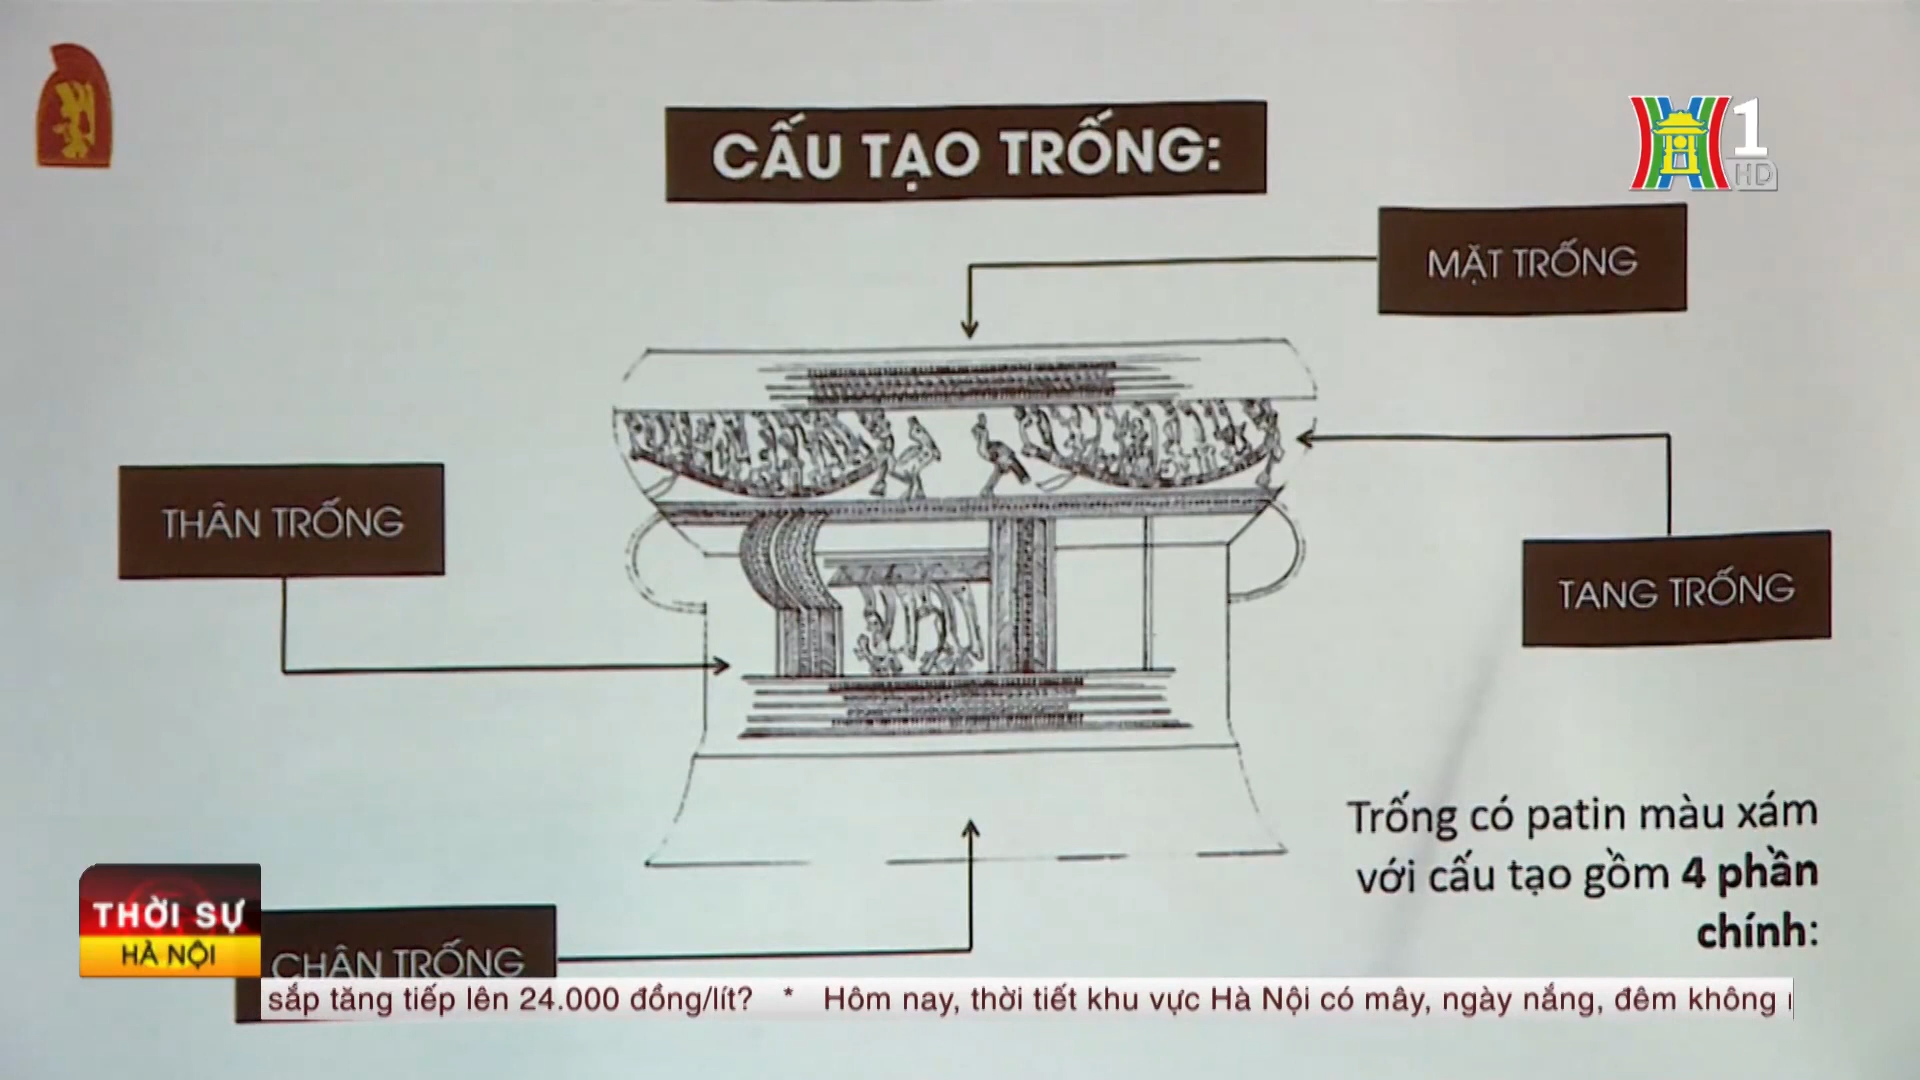 CẤU TẠO TRỐNG:
1
HD
MẶT TRỐNG
THÂN TRỐNG
TANG TRỐNG
Trống có patin màu xám
với cấu tạo gồm 4 phần
chính:
THỜI SỰ
HÀ NỘI
CHÂN TRỐNG
sắp tăng tiếp lên 24.000 đồng/lít? * Hôm nay, thời tiết khu vực Hà Nội có mây, ngày nắng, đêm không